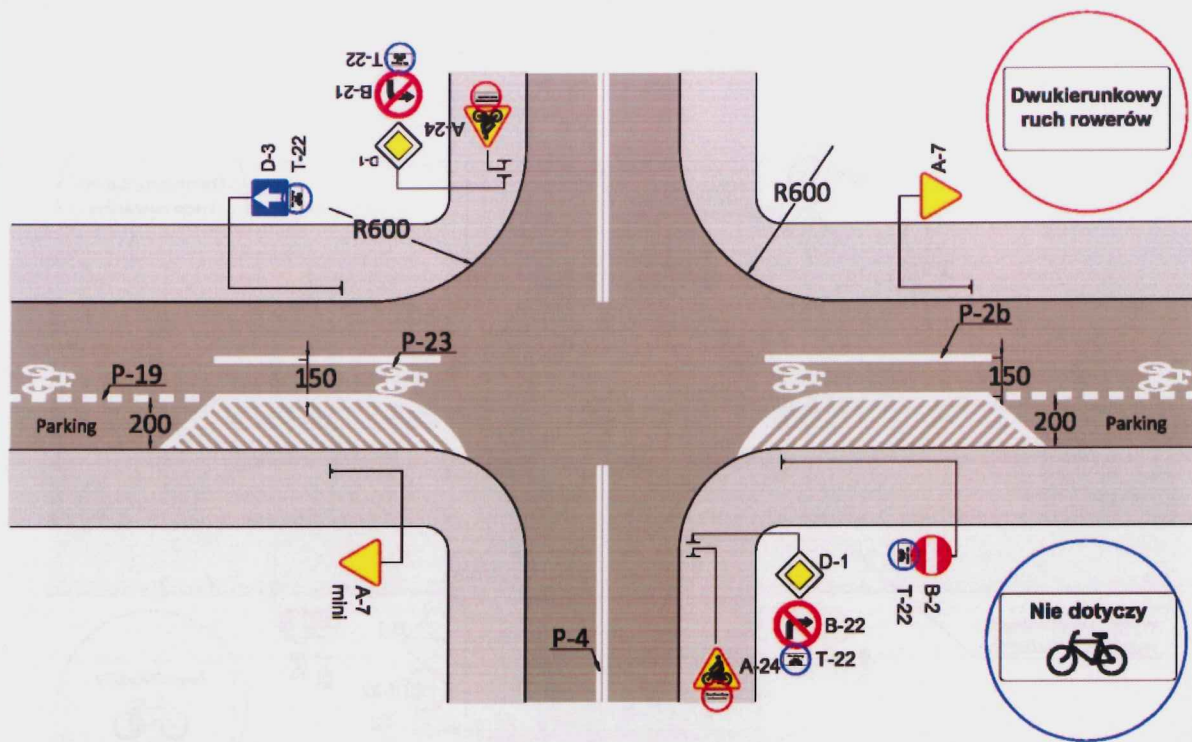 T-22
B-21
D-1
A-24
D-3
T-22
R600
R600
A-7
Dwukierunkowy
ruch rowerów
P-23
P-2b
P-19
150
150
Parking
200
200
Parking
A-7
mini
P-4
D-1
B-22
T-22
A-24
T-22
B-2
Nie dotyczy